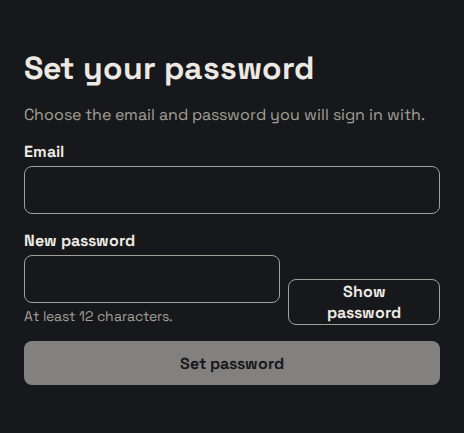 Set your password
Choose the email and password you will sign in with.
Email
New password
Show
password
At least 12 characters.
Set password